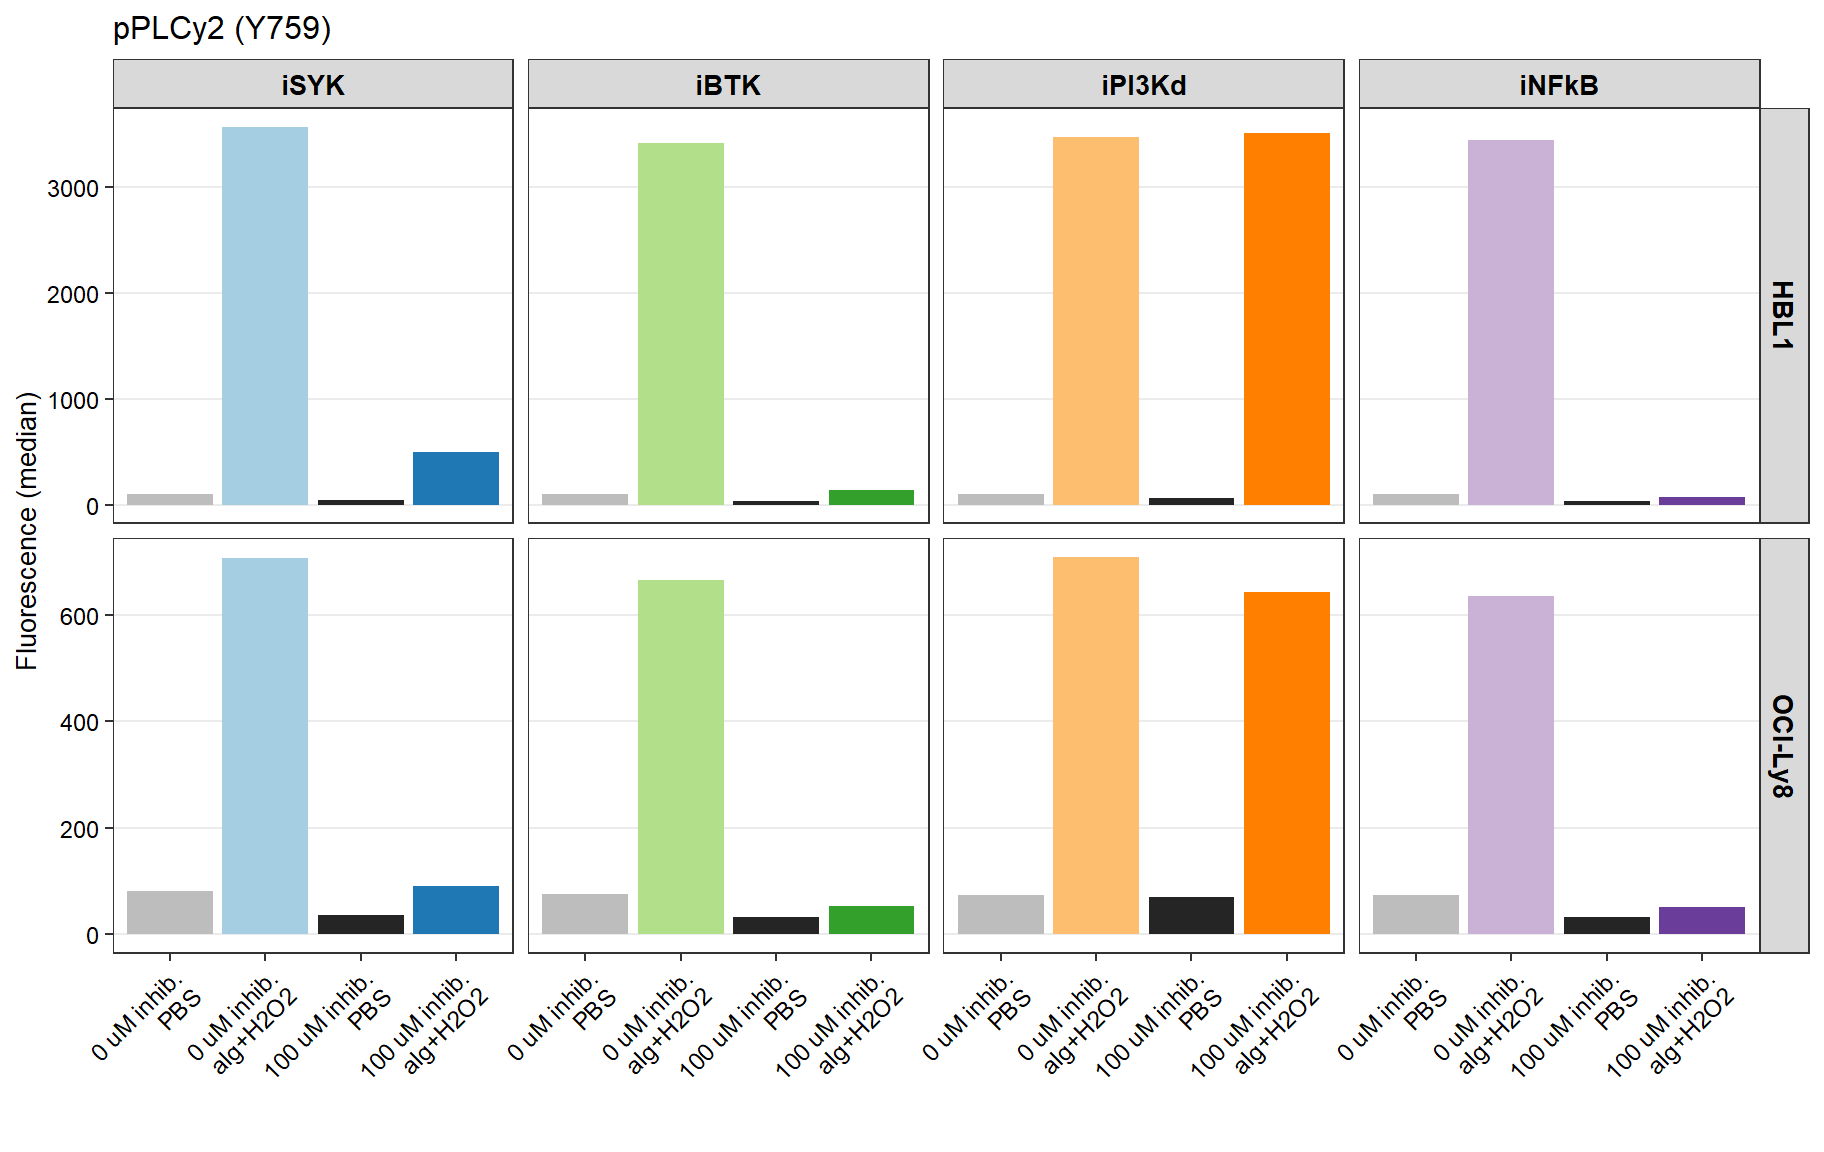 pPLCy2 (Y759)
iSYK
iBTK
iPI3Kd
iNFkB
Fluorescence (median)
3000
2000
1000
0
HBL1
600
400
200
0
OCI-Ly8
0 uM inhib.
PBS
0 uM inhib.
alg+H2O2
100 uM inhib.
PBS
100 uM inhib.
alg+H2O2
0 uM inhib.
PBS
0 uM inhib.
alg+H2O2
100 uM inhib.
PBS
100 uM inhib.
alg+H2O2
0 uM inhib.
PBS
0 uM inhib.
alg+H2O2
100 uM inhib.
PBS
100 uM inhib.
alg+H2O2
0 uM inhib.
PBS
0 uM inhib.
alg+H2O2
100 uM inhib.
PBS
100 uM inhib.
alg+H2O2